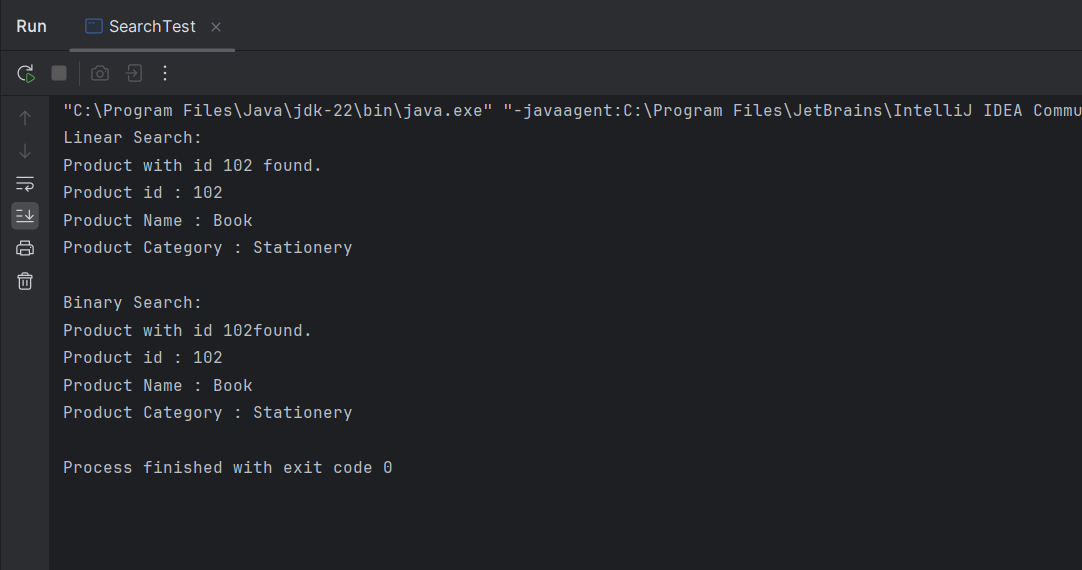 Run
SearchTest
"C:\Program Files\Java\jdk-22\bin\java.exe" "-javaagent:C:\Program Files\JetBrains\IntelliJ IDEA Commu
Linear Search:
Product with id 102 found.
Product id : 102
Product Name : Book
Product Category : Stationery
Binary Search:
Product with id 102found.
Product id : 102
Product Name : Book
Product Category : Stationery
Process finished with exit code 0